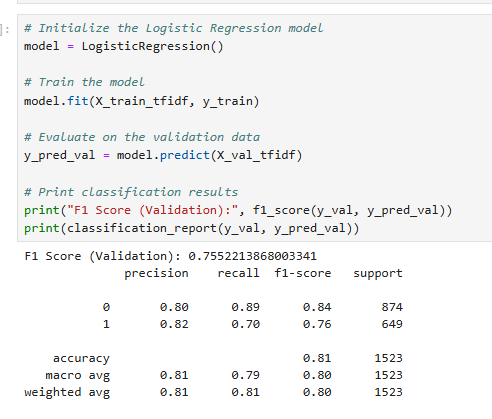 ]:
# Initialize the Logistic Regression model
model = LogisticRegression()
# Train the model
model.fit(X_train_tfidf, y_train)
# Evaluate on the validation data
y_pred_val = model.predict(X_val_tfidf)
# Print classification results
print("F1 Score (Validation):", f1_score(y_val, y_pred_val))
print(classification_report(y_val, y_pred_val))
F1 Score (Validation): 0.7552213868003341
precision recall f1-score support
0 0.80 0.89 0.84 874
1 0.82 0.70 0.76 649
accuracy 0.81 1523
macro avg 0.81 0.79 0.80 1523
weighted avg 0.81 0.81 0.80 1523